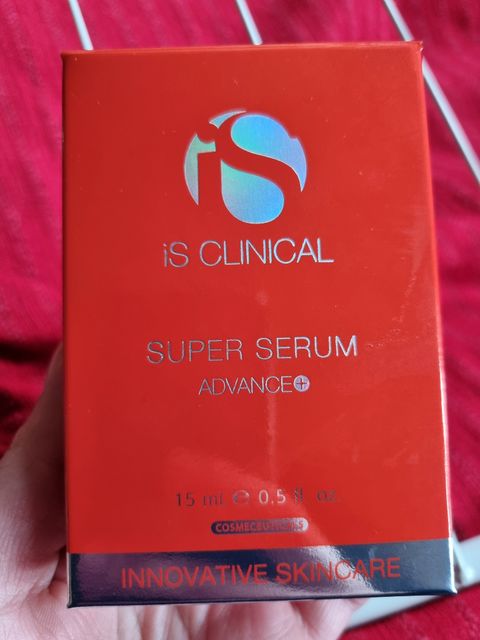 iS
iS CLINICAL
SUPER SERUM
ADVANCE+
15 ml ℮ 0.5 fl. oz.
COSMECEUTICALS
INNOVATIVE SKINCARE